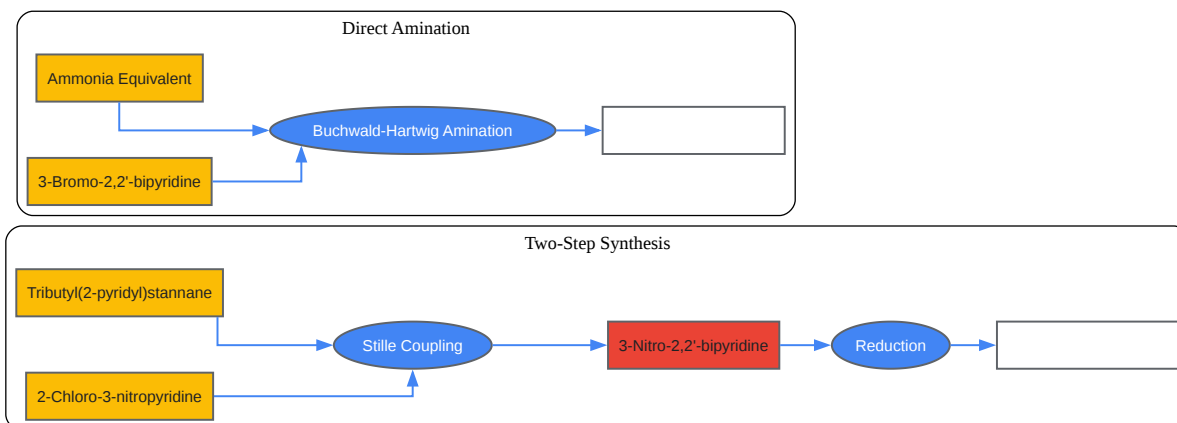 Direct Amination
Ammonia Equivalent
Buchwald-Hartwig Amination
3-Bromo-2,2'-bipyridine
Two-Step Synthesis
Tributyl(2-pyridyl)stannane
Stille Coupling
3-Nitro-2,2'-bipyridine
Reduction
2-Chloro-3-nitropyridine